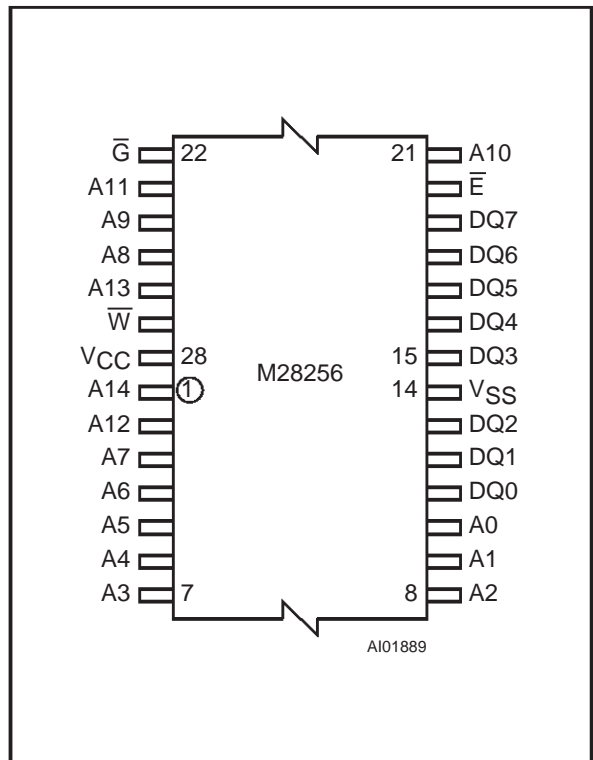 G̅ 22 21 A10
A11 E̅
A9 DQ7
A8 DQ6
A13 DQ5
W̅ DQ4
VCC 28 15 DQ3
M28256
A14 1 14 VSS
A12 DQ2
A7 DQ1
A6 DQ0
A5 A0
A4 A1
A3 7 8 A2
AI01889